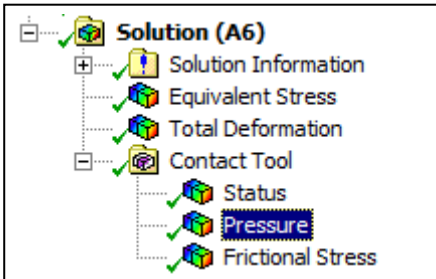 Solution (A6)
Solution Information
Equivalent Stress
Total Deformation
Contact Tool
Status
Pressure
Frictional Stress